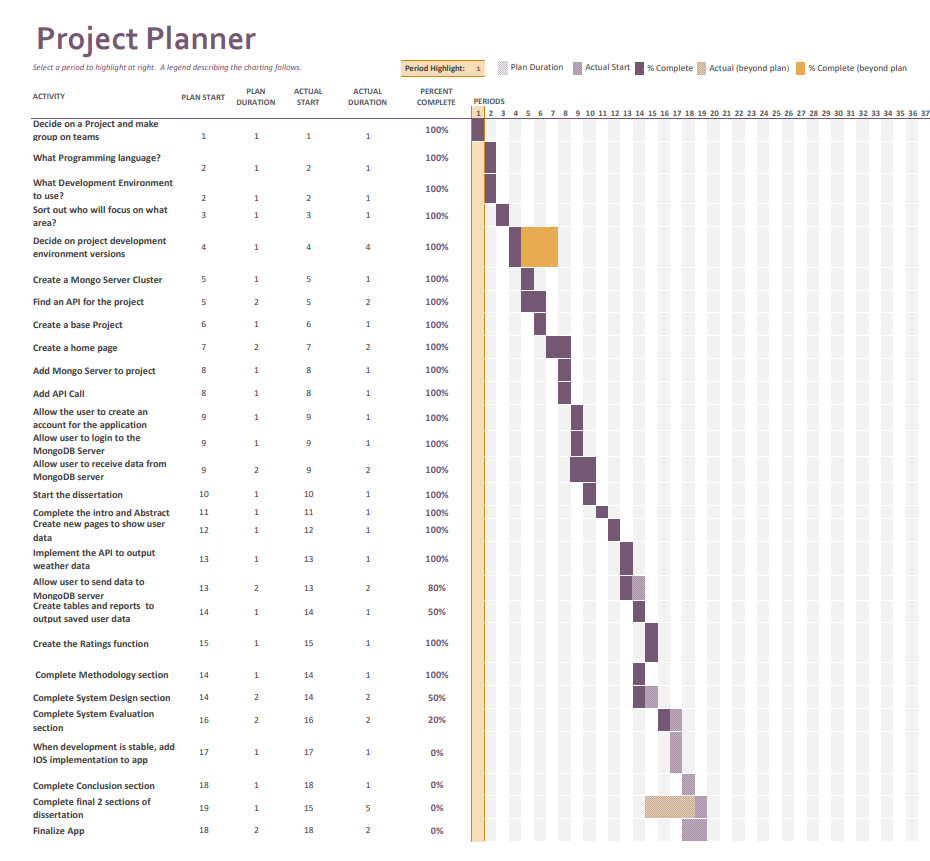 Project Planner
Select a period to highlight at right. A legend describing the charting follows.
Period Highlight: 1
Plan Duration
Actual Start
% Complete
Actual (beyond plan)
% Complete (beyond plan
ACTIVITY PLAN START PLAN DURATION ACTUAL START ACTUAL DURATION PERCENT COMPLETE
PERIODS
1 2 3 4 5 6 7 8 9 10 11 12 13 14 15 16 17 18 19 20 21 22 23 24 25 26 27 28 29 30 31 32 33 34 35 36 37
Decide on a Project and make
group on teams 1 1 1 1 100%
What Programming language? 2 1 2 1 100%
What Development Environment
to use? 2 1 2 1 100%
Sort out who will focus on what
area? 3 1 3 1 100%
Decide on project development
environment versions 4 1 4 4 100%
Create a Mongo Server Cluster 5 1 5 1 100%
Find an API for the project 5 2 5 2 100%
Create a base Project 6 1 6 1 100%
Create a home page 7 2 7 2 100%
Add Mongo Server to project 8 1 8 1 100%
Add API Call 8 1 8 1 100%
Allow the user to create an
account for the application 9 1 9 1 100%
Allow user to login to the
MongoDB Server 9 1 9 1 100%
Allow user to receive data from
MongoDB server 9 2 9 2 100%
Start the dissertation 10 1 10 1 100%
Complete the intro and Abstract 11 1 11 1 100%
Create new pages to show user
data 12 1 12 1 100%
Implement the API to output
weather data 13 1 13 1 100%
Allow user to send data to
MongoDB server 13 2 13 2 80%
Create tables and reports to
output saved user data 14 1 14 1 50%
Create the Ratings function 15 1 15 1 100%
Complete Methodology section 14 1 14 1 100%
Complete System Design section 14 2 14 2 50%
Complete System Evaluation
section 16 2 16 2 20%
When development is stable, add
IOS implementation to app 17 1 17 1 0%
Complete Conclusion section 18 1 18 1 0%
Complete final 2 sections of
dissertation 19 1 15 5 0%
Finalize App 18 2 18 2 0%